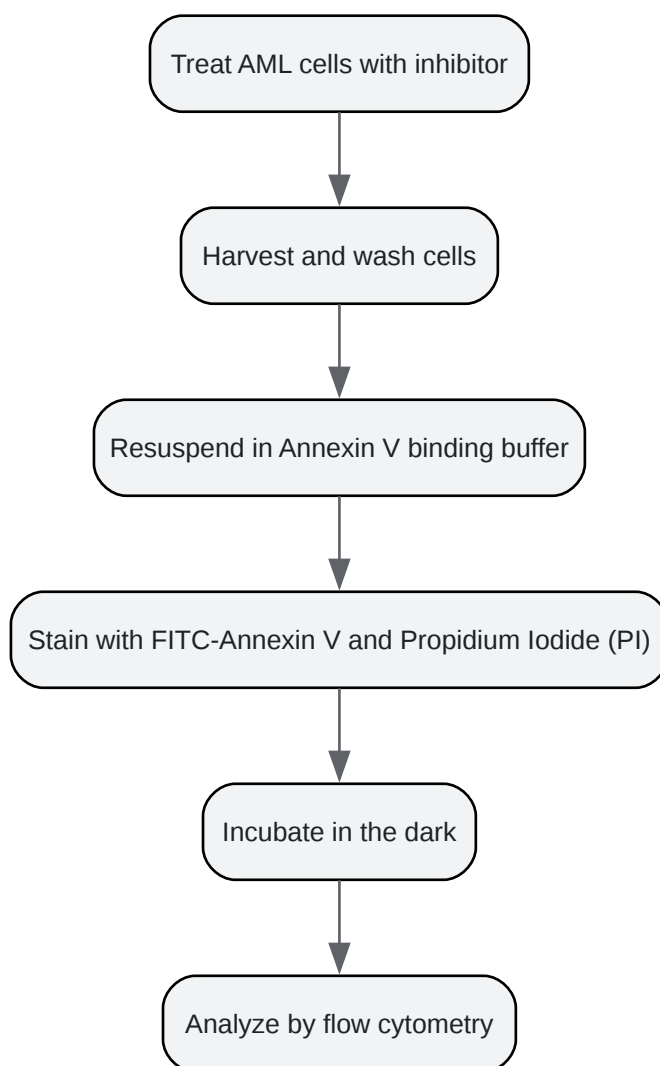 Treat AML cells with inhibitor
Harvest and wash cells
Resuspend in Annexin V binding buffer
Stain with FITC-Annexin V and Propidium Iodide (PI)
Incubate in the dark
Analyze by flow cytometry